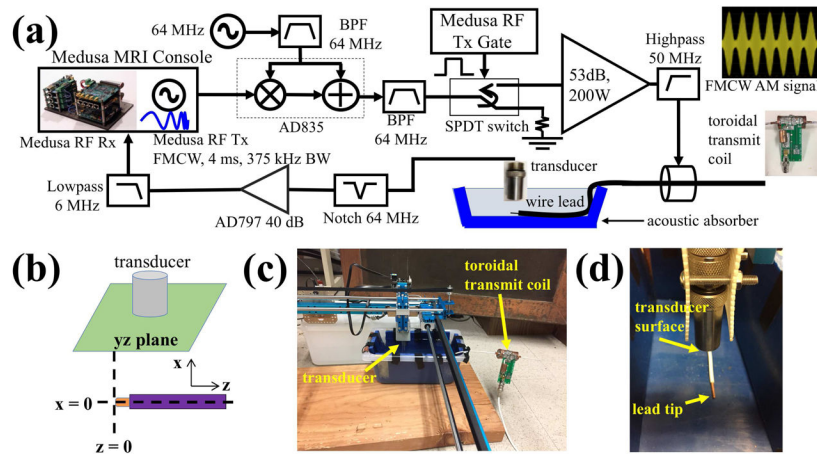 (a)
64 MHz
BPF
64 MHz
Medusa RF
Tx Gate
Highpass
50 MHz
FMCW AM signa
Medusa MRI Console
53dB,
200W
AD835
BPF
64 MHz
SPDT switch
toroidal
transmit
coil
Medusa RF Rx
Medusa RF Tx
FMCW, 4 ms, 375 kHz BW
transducer
Lowpass
6 MHz
AD797 40 dB
Notch 64 MHz
wire lead
acoustic absorber
(b)
transducer
yz plane
x
z
x = 0
z = 0
(c)
toroidal
transmit coil
transducer
(d)
transducer
surface
lead tip